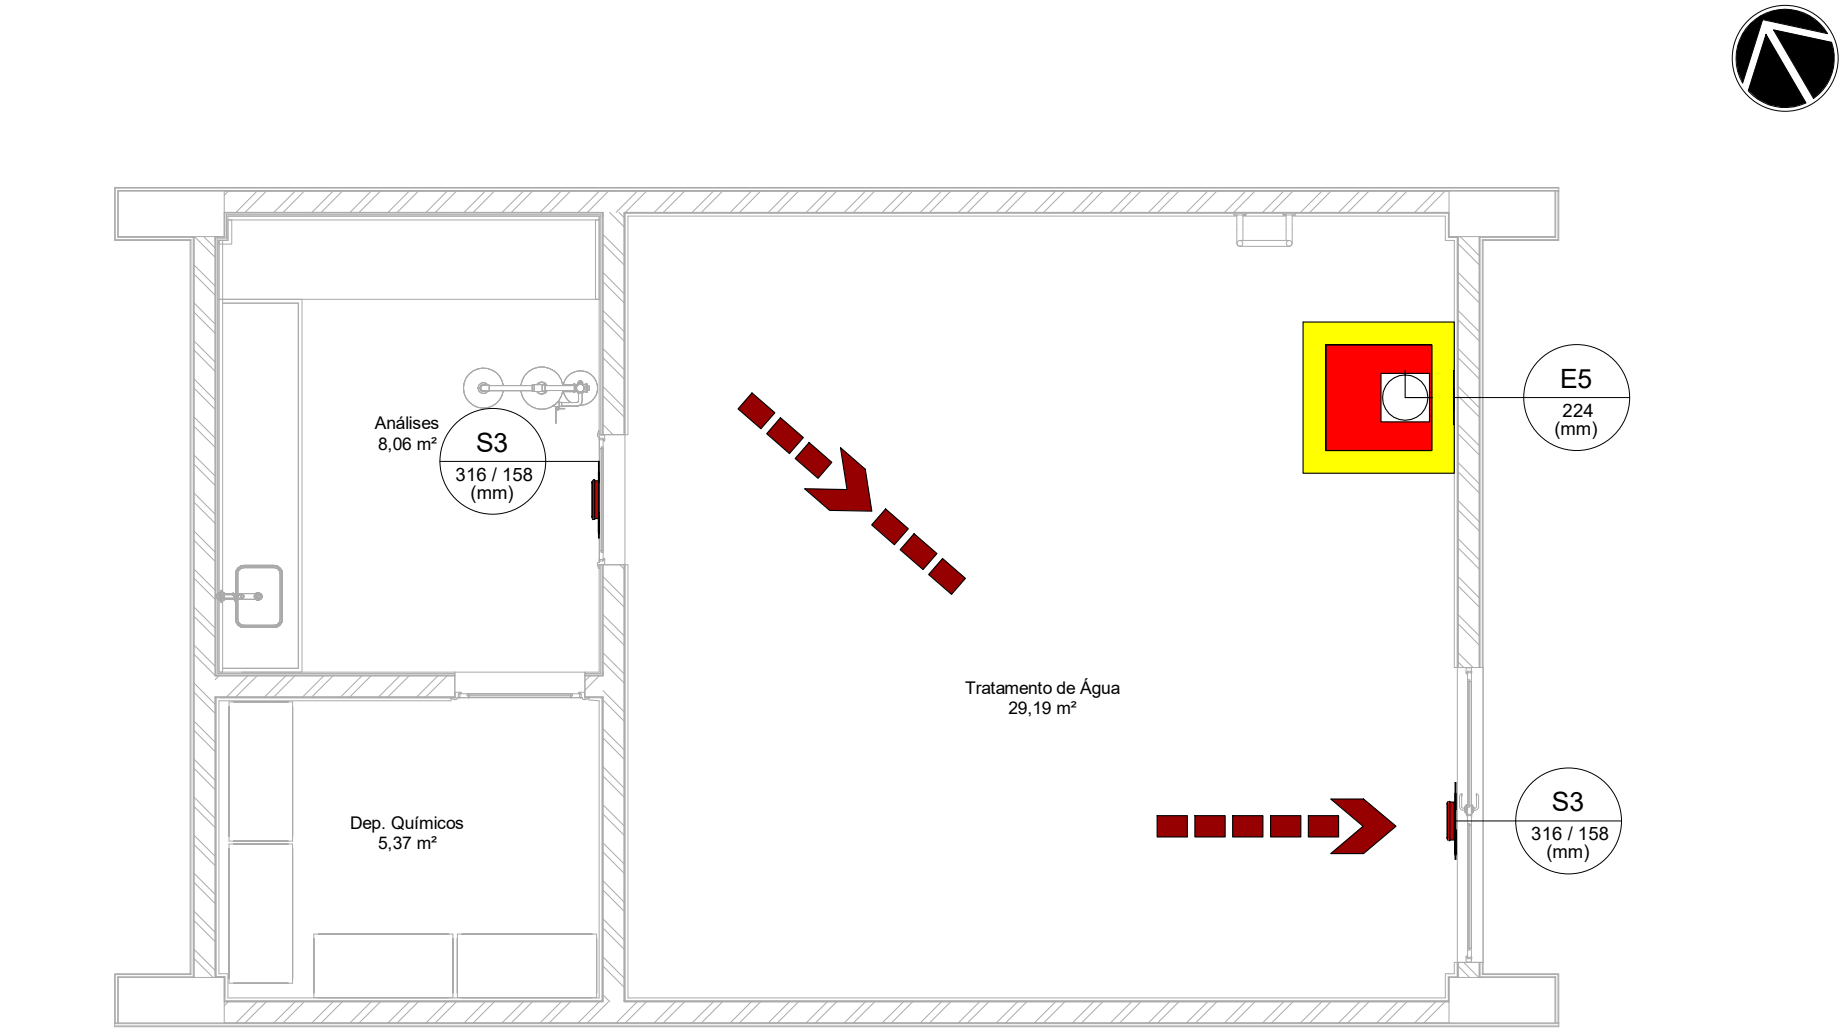 E5
224
(mm)
Análises
8,06 m²
S3
316 / 158
(mm)
Tratamento de Água
29,19 m²
S3
316 / 158
(mm)
Dep. Químicos
5,37 m²